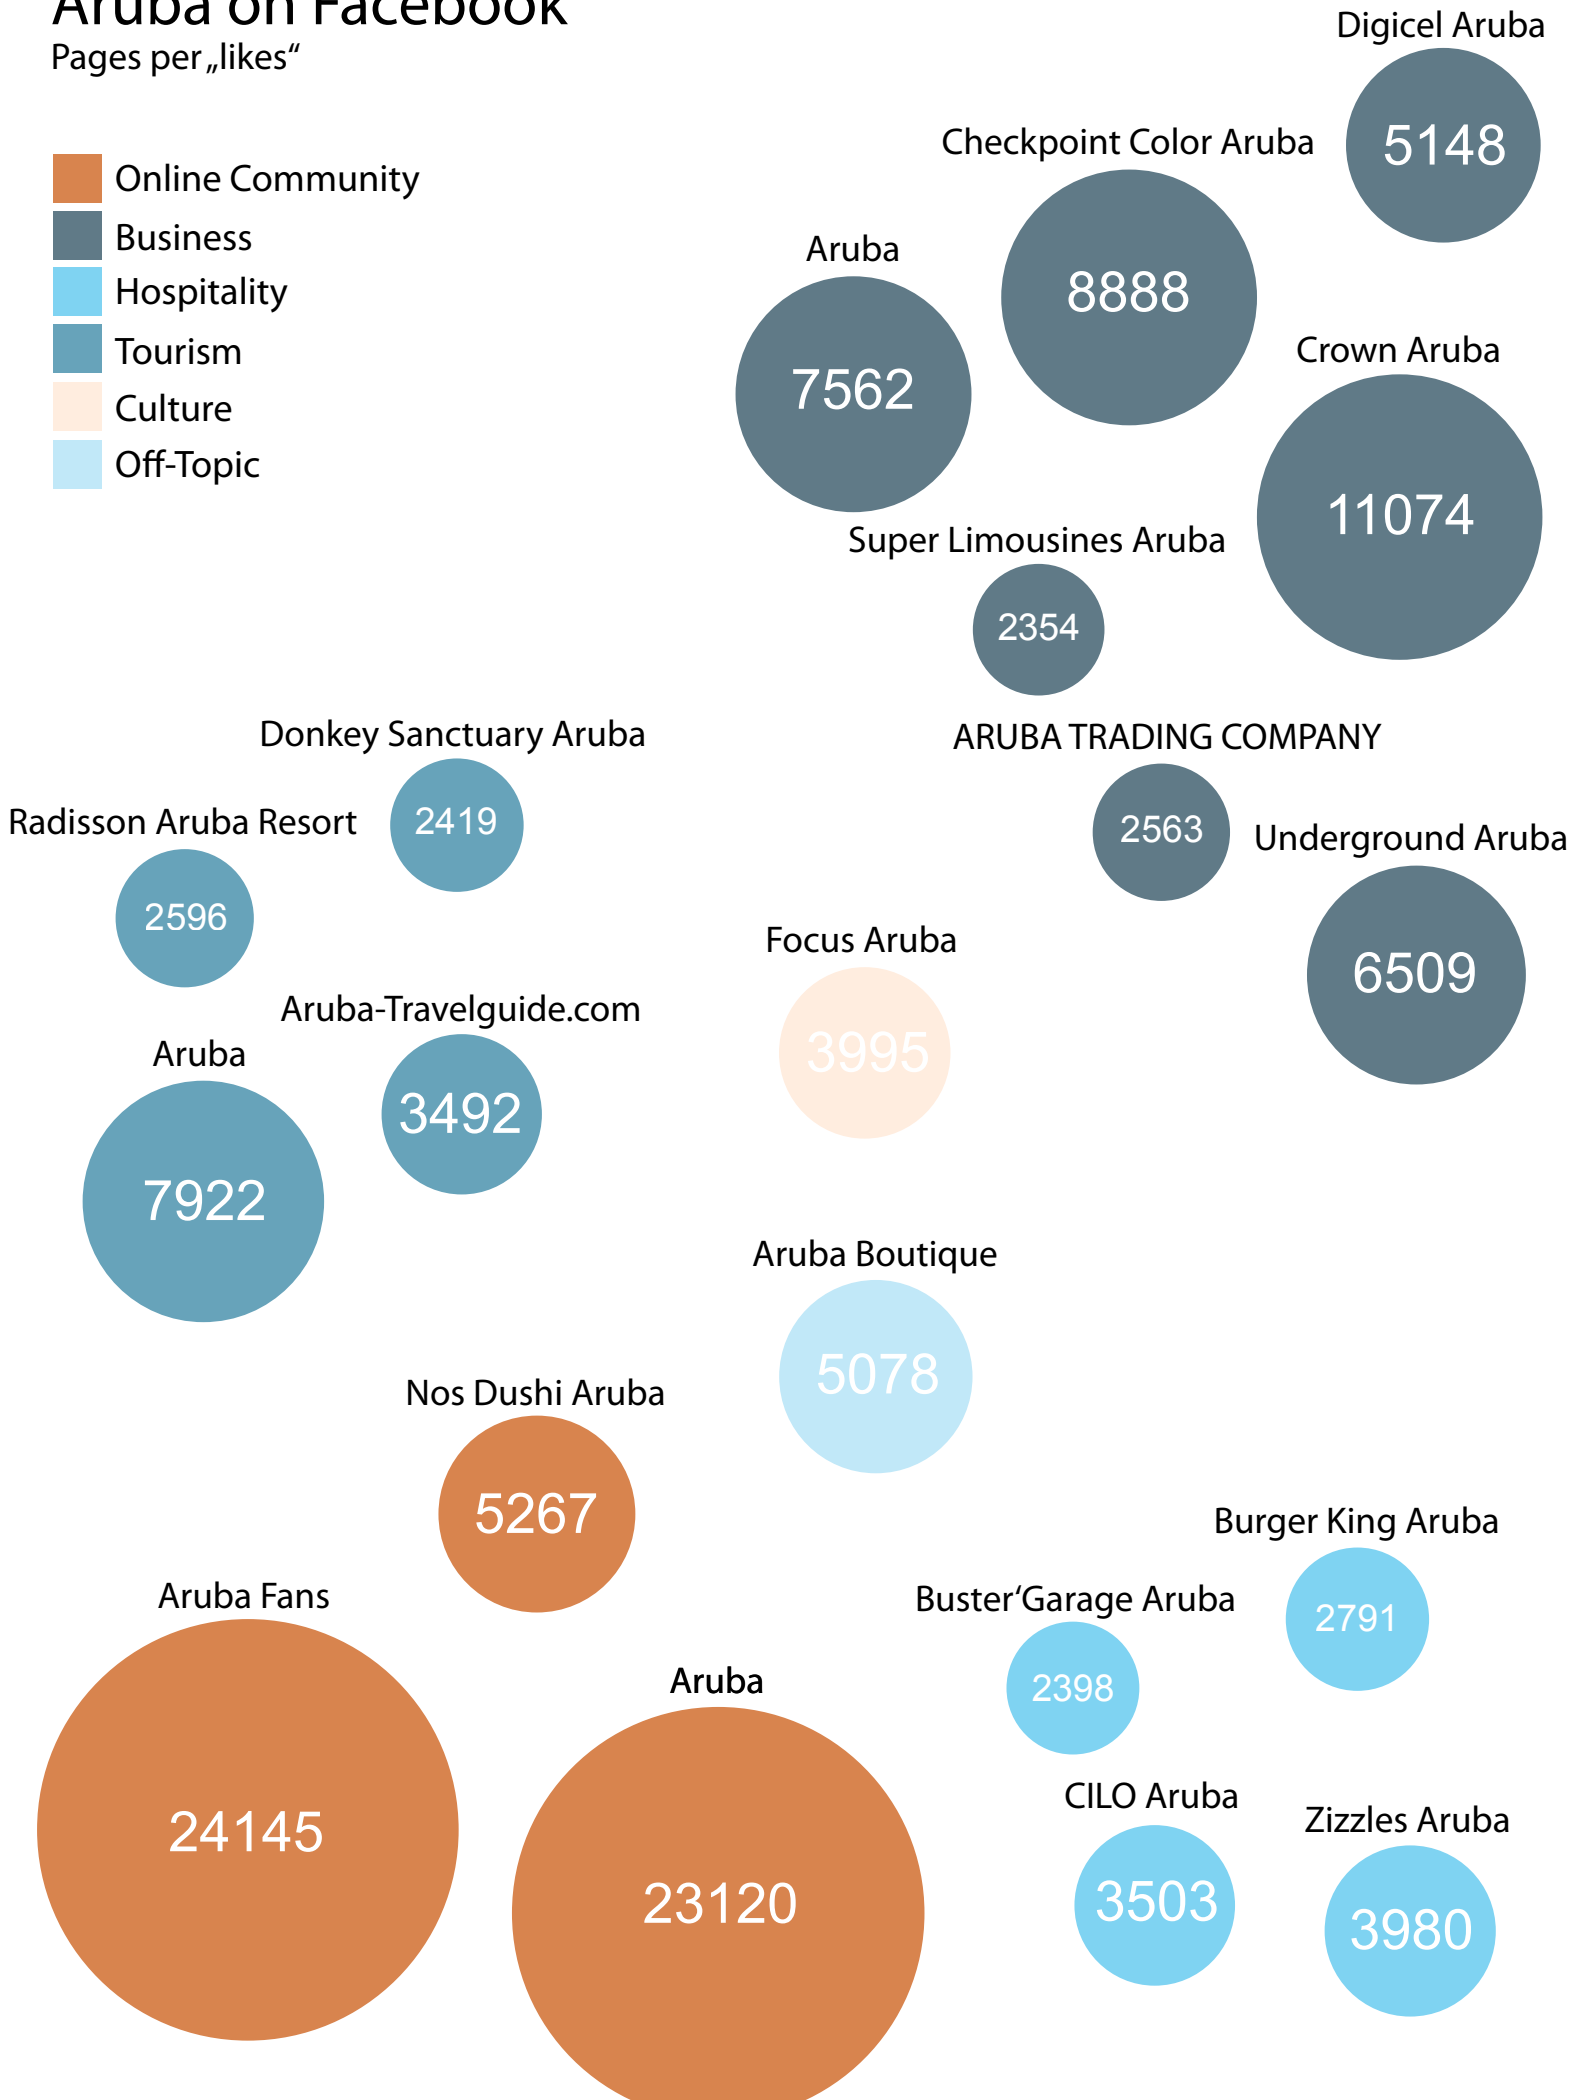 Aruba on Facebook
Pages per „likes“
Online Community
Business
Hospitality
Tourism
Culture
Off-Topic
Digicel Aruba
5148
Checkpoint Color Aruba
8888
Aruba
7562
Crown Aruba
11074
Super Limousines Aruba
2354
Donkey Sanctuary Aruba
2419
Radisson Aruba Resort
2596
ARUBA TRADING COMPANY
2563
Underground Aruba
6509
Focus Aruba
3995
Aruba-Travelguide.com
3492
Aruba
7922
Aruba Boutique
5078
Nos Dushi Aruba
5267
Aruba Fans
24145
Aruba
23120
Burger King Aruba
2791
Buster‘Garage Aruba
2398
CILO Aruba
3503
Zizzles Aruba
3980